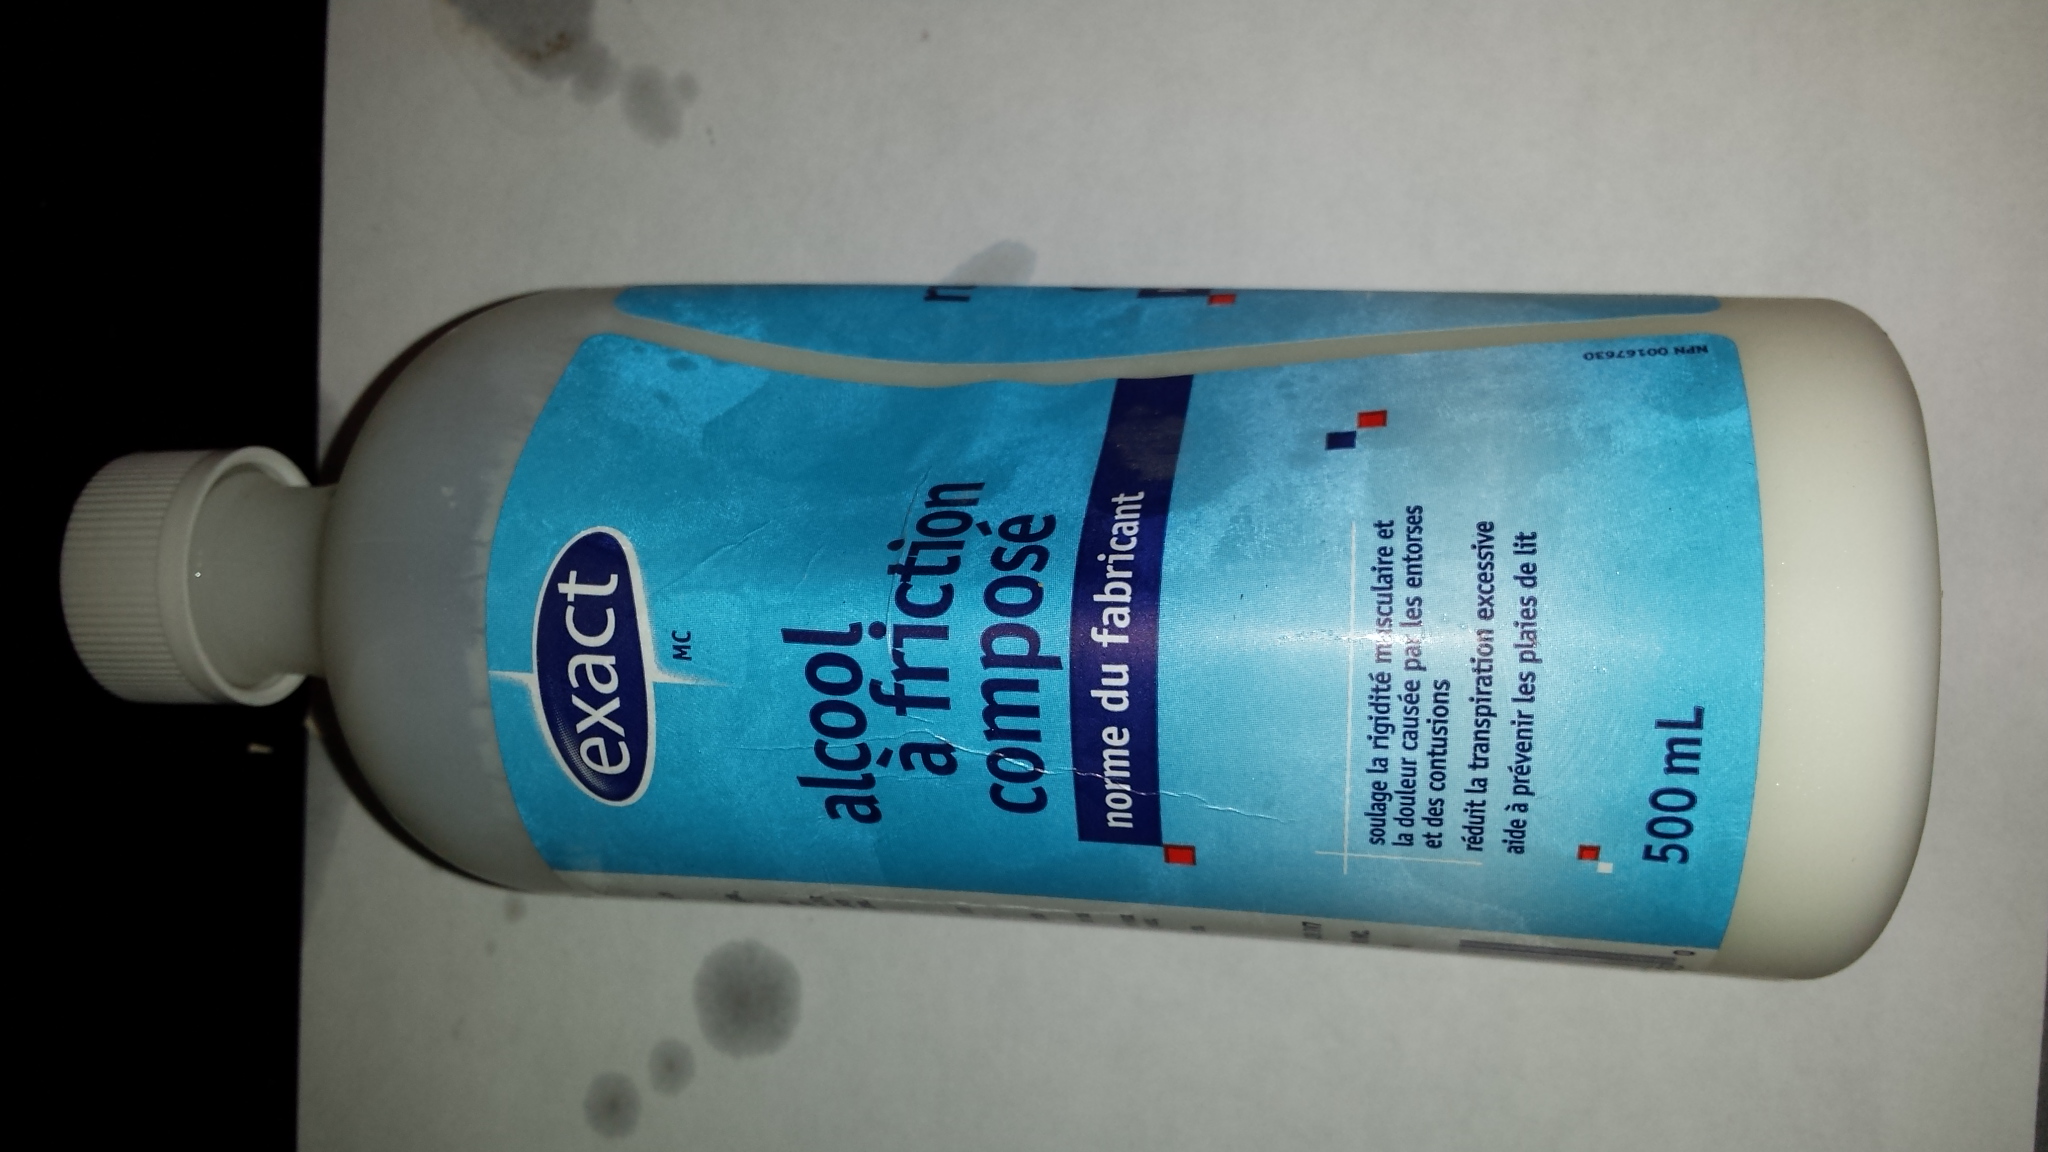 exact
MC
alcool
à friction
composé
norme du fabricant
soulage la rigidité musculaire et
la douleur causée par les entorses
et des contusions
réduit la transpiration excessive
aide à prévenir les plaies de lit
500 mL
NPN 00167630